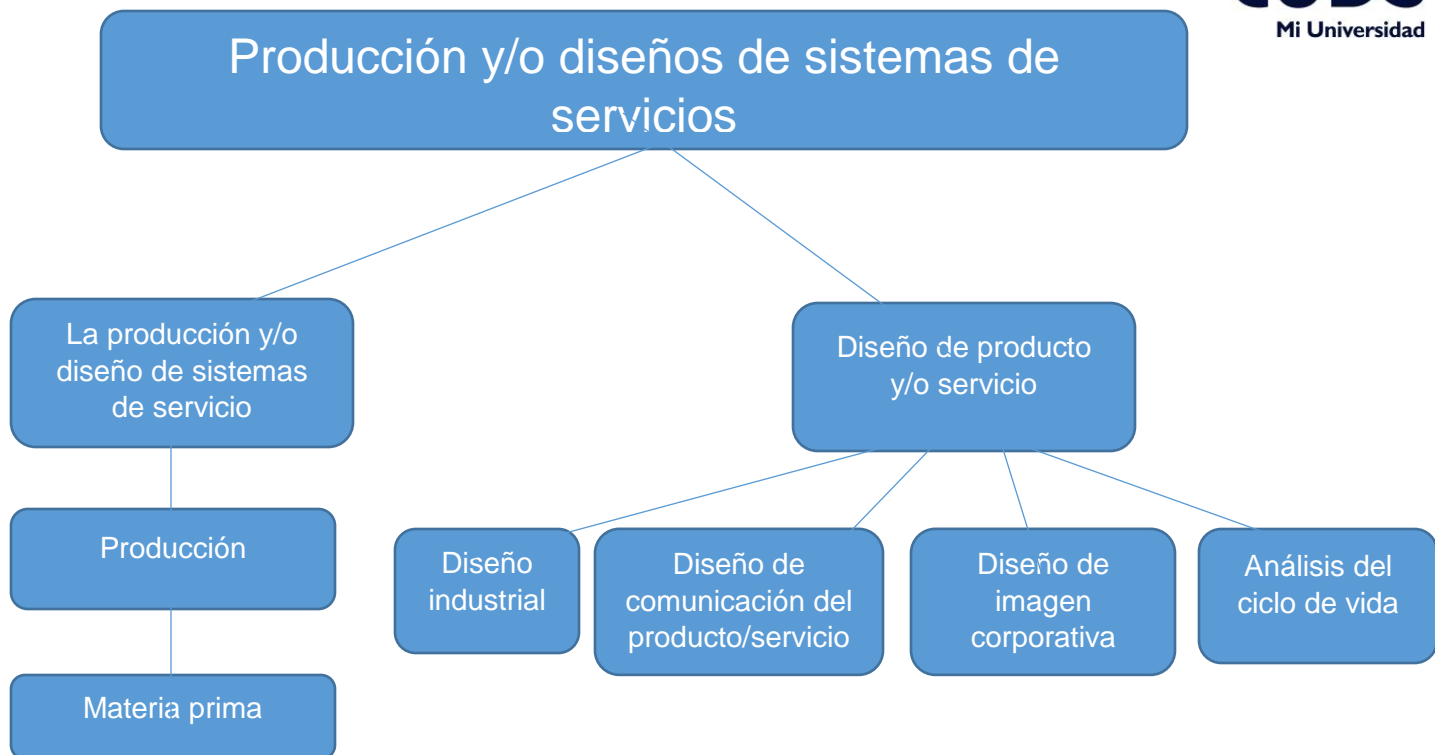 Mi Universidad
Producción y/o diseños de sistemas de
servicios
La producción y/o
diseño de sistemas
de servicio
Diseño de producto
y/o servicio
Producción
Diseño
industrial
Diseño de
comunicación del
producto/servicio
Diseño de
imagen
corporativa
Análisis del
ciclo de vida
Materia prima